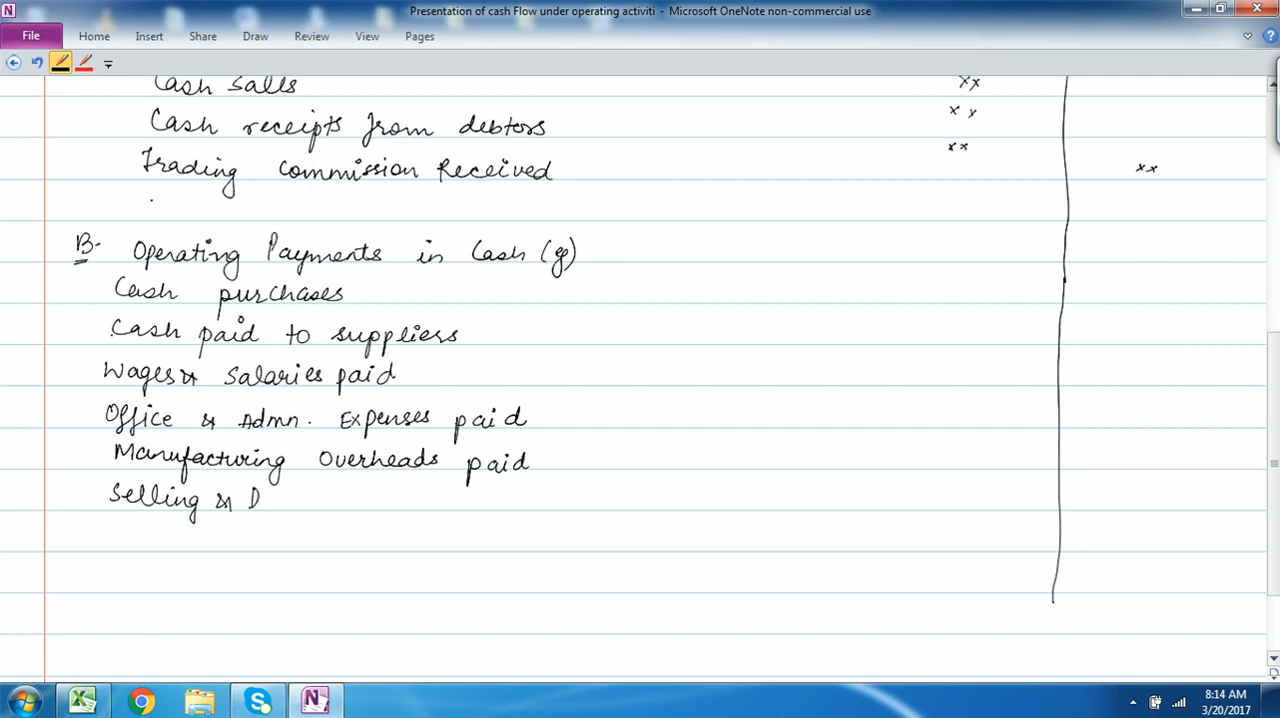 Presentation of cash Flow under operating activiti - Microsoft OneNote non-commercial use
File Home Insert Share Draw Review View Pages
Cash Salls xx
Cash receipts from debtors x y
xx
Trading Commission Received xx
B- Operating Payments in Cash (g)
Cash purchases
Cash paid to suppliers
Wages & Salaries paid
Office & Admn. Expenses paid
Manufacturing Overheads paid
Selling & D
8:14 AM
3/20/2017